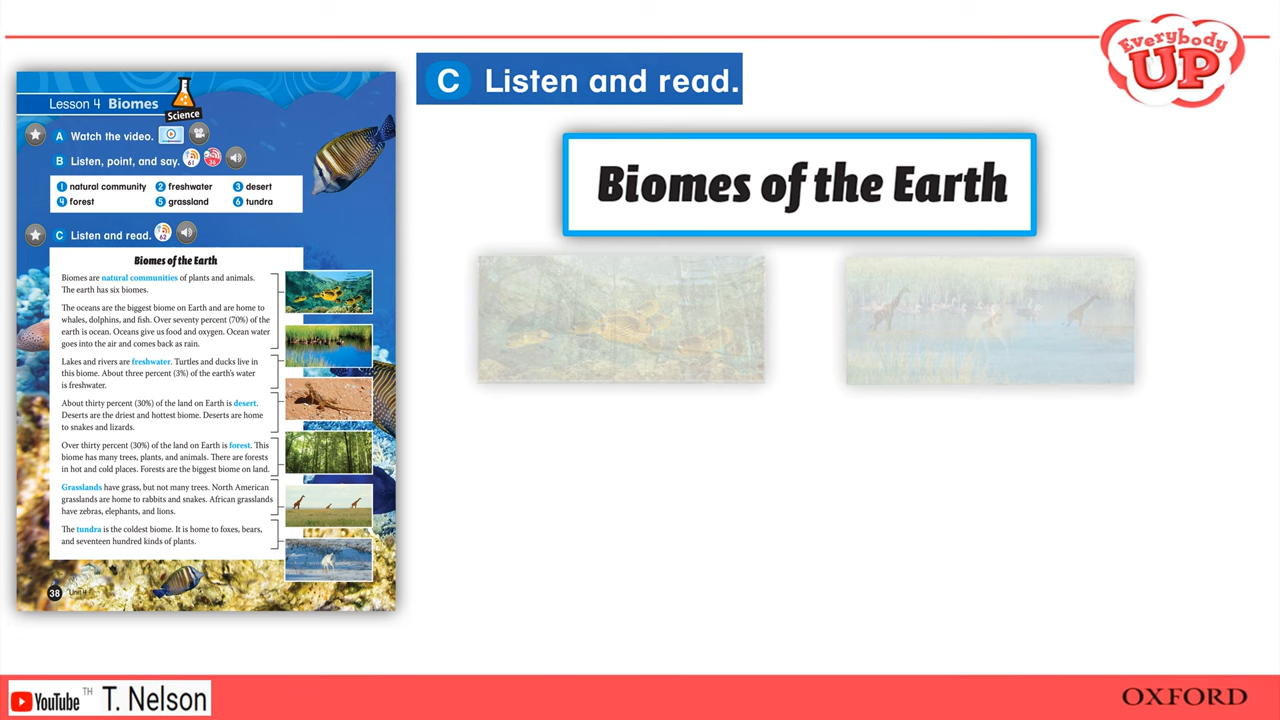 Everybody
UP
C Listen and read.
Biomes of the Earth
Lesson 4 Biomes
Science
A Watch the video.
B Listen, point, and say. 61 36
1 natural community 2 freshwater 3 desert
4 forest 5 grassland 6 tundra
C Listen and read. 62
Biomes of the Earth
Biomes are natural communities of plants and animals.
The earth has six biomes.
The oceans are the biggest biome on Earth and are home to
whales, dolphins, and fish. Over seventy percent (70%) of the
earth is ocean. Oceans give us food and oxygen. Ocean water
goes into the air and comes back as rain.
Lakes and rivers are freshwater. Turtles and ducks live in
this biome. About three percent (3%) of the earth's water
is freshwater.
About thirty percent (30%) of the land on Earth is desert.
Deserts are the driest and hottest biome. Deserts are home
to snakes and lizards.
Over thirty percent (30%) of the land on Earth is forest. This
biome has many trees, plants, and animals. There are forests
in hot and cold places. Forests are the biggest biome on land.
Grasslands have grass, but not many trees. North American
grasslands are home to rabbits and snakes. African grasslands
have zebras, elephants, and lions.
The tundra is the coldest biome. It is home to foxes, bears,
and seventeen hundred kinds of plants.
38 Unit 4
YouTube TH T. Nelson
OXFORD